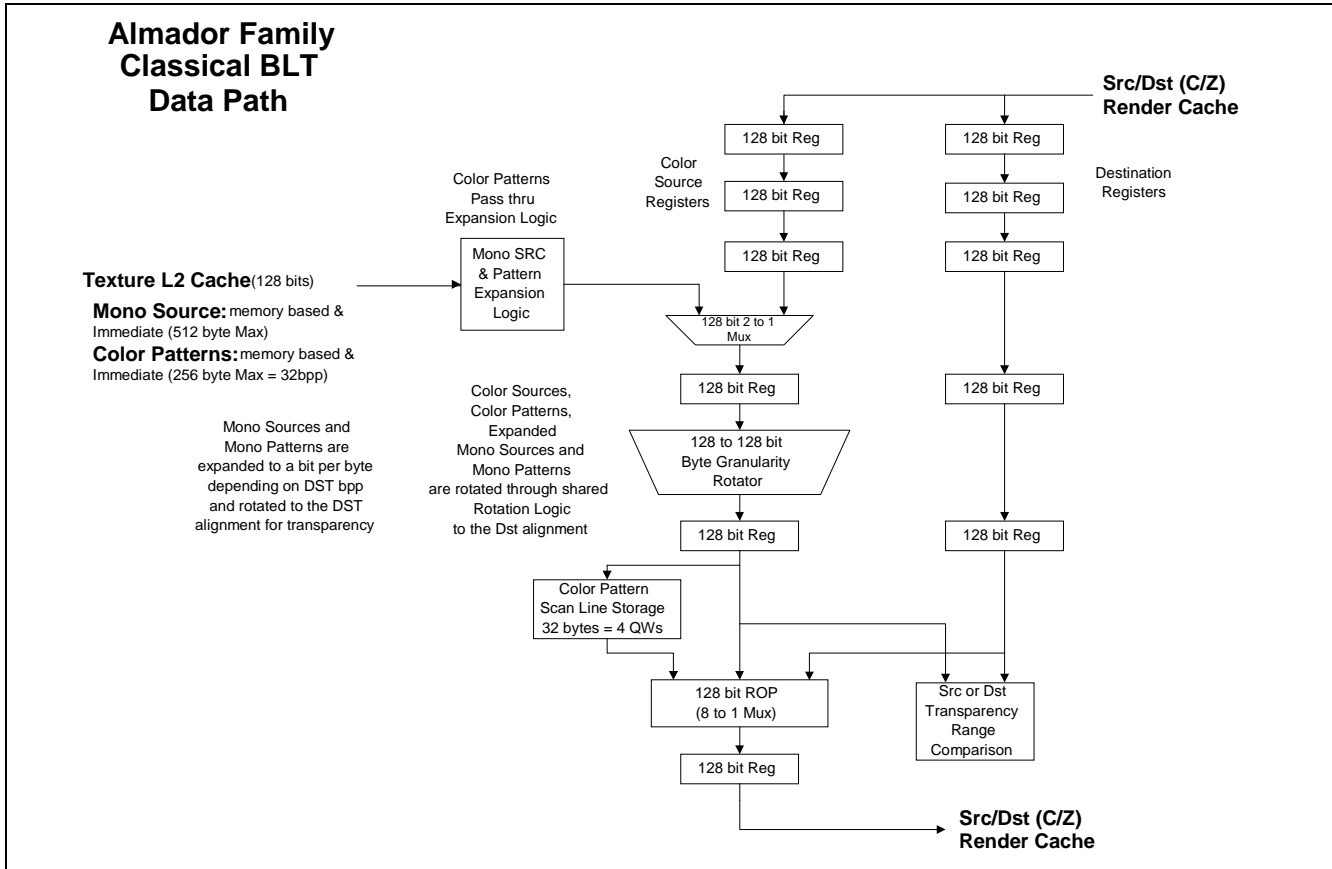 Almador Family
Classical BLT
Data Path
Src/Dst (C/Z)
Render Cache
128 bit Reg
128 bit Reg
Color
Source
Registers
128 bit Reg
128 bit Reg
Destination
Registers
Color Patterns
Pass thru
Expansion Logic
128 bit Reg
128 bit Reg
Mono SRC
& Pattern
Expansion
Logic
Texture L2 Cache(128 bits)
Mono Source: memory based &
Immediate (512 byte Max)
Color Patterns: memory based &
Immediate (256 byte Max = 32bpp)
128 bit 2 to 1
Mux
128 bit Reg
128 bit Reg
Mono Sources and
Mono Patterns are
expanded to a bit per byte
depending on DST bpp
and rotated to the DST
alignment for transparency
Color Sources,
Color Patterns,
Expanded
Mono Sources and
Mono Patterns
are rotated through shared
Rotation Logic
to the Dst alignment
128 to 128 bit
Byte Granularity
Rotator
128 bit Reg
128 bit Reg
Color Pattern
Scan Line Storage
32 bytes = 4 QWs
128 bit ROP
(8 to 1 Mux)
Src or Dst
Transparency
Range
Comparison
128 bit Reg
Src/Dst (C/Z)
Render Cache